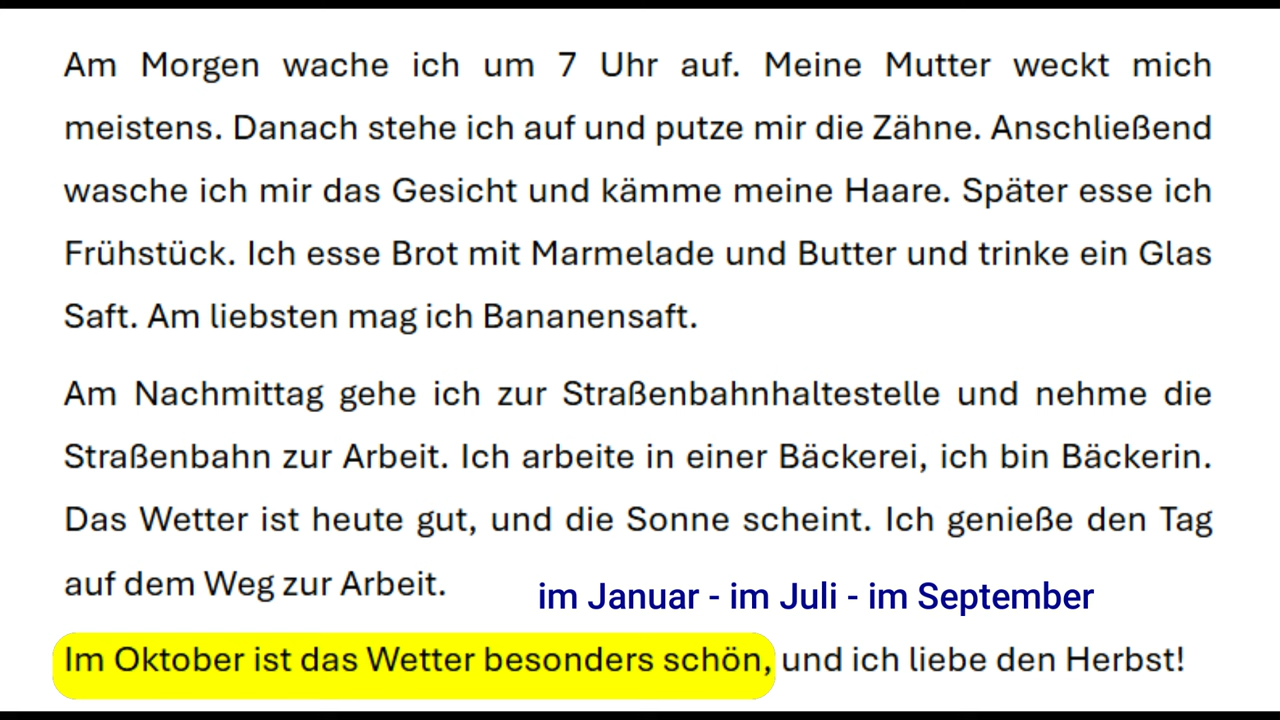 Am Morgen wache ich um 7 Uhr auf. Meine Mutter weckt mich
meistens. Danach stehe ich auf und putze mir die Zähne. Anschließend
wasche ich mir das Gesicht und kämme meine Haare. Später esse ich
Frühstück. Ich esse Brot mit Marmelade und Butter und trinke ein Glas
Saft. Am liebsten mag ich Bananensaft.
Am Nachmittag gehe ich zur Straßenbahnhaltestelle und nehme die
Straßenbahn zur Arbeit. Ich arbeite in einer Bäckerei, ich bin Bäckerin.
Das Wetter ist heute gut, und die Sonne scheint. Ich genieße den Tag
auf dem Weg zur Arbeit.
im Januar - im Juli - im September
Im Oktober ist das Wetter besonders schön, und ich liebe den Herbst!